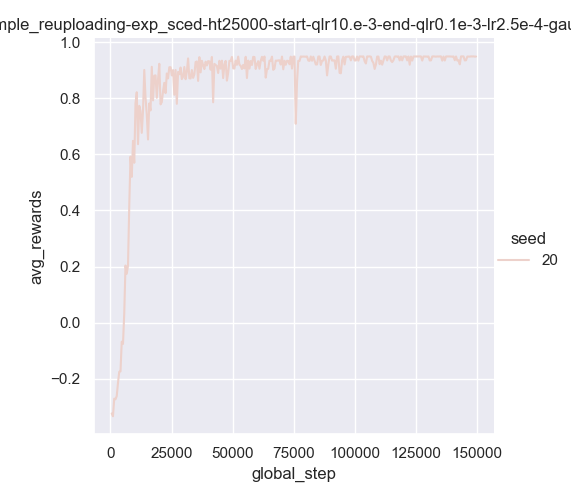 mple_reuploading-exp_sced-ht25000-start-qlr10.e-3-end-qlr0.1e-3-lr2.5e-4-gau
1.0
0.8
0.6
0.4
0.2
0.0
−0.2
avg_rewards
0 25000 50000 75000 100000 125000 150000
global_step
seed
20